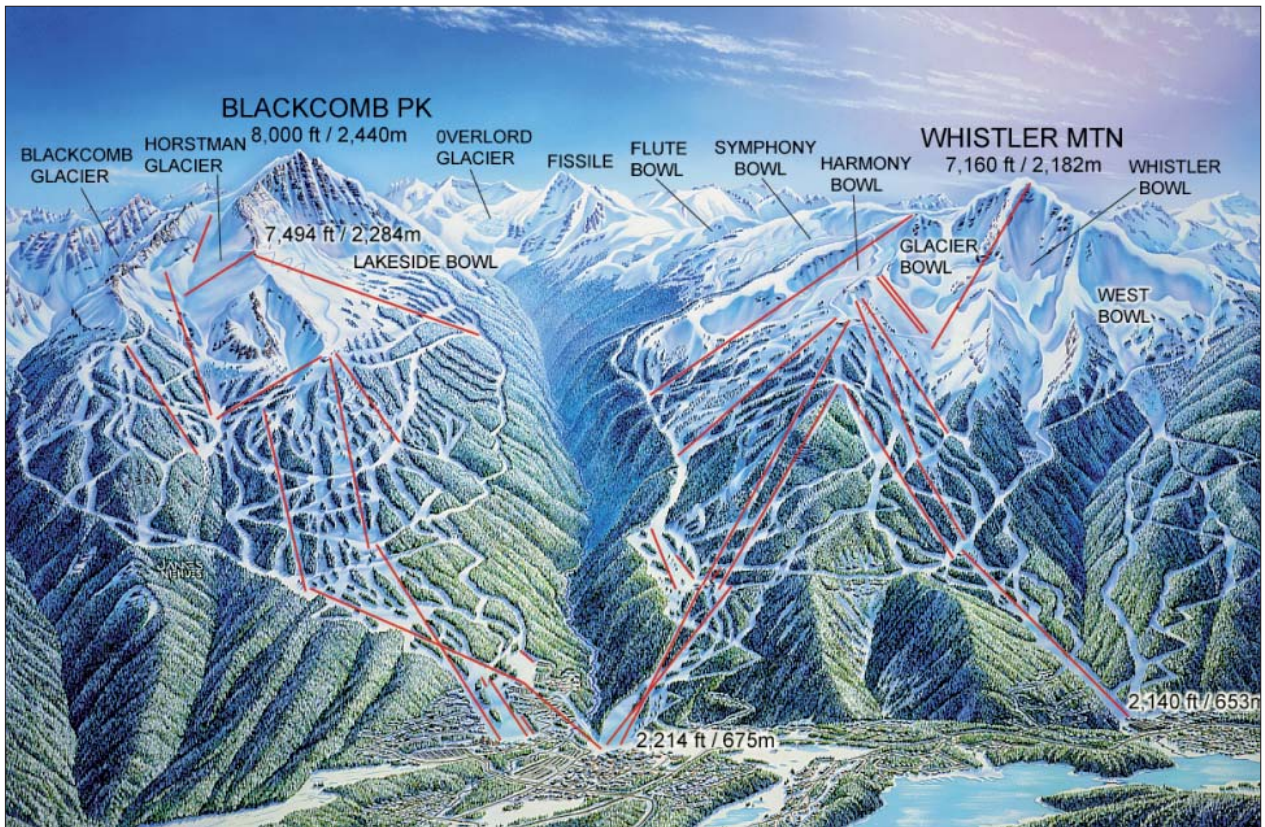 BLACKCOMB PK
8,000 ft / 2,440m
WHISTLER MTN
7,160 ft / 2,182m
BLACKCOMB
GLACIER
HORSTMAN
GLACIER
0VERLORD
GLACIER
FISSILE
FLUTE
BOWL
SYMPHONY
BOWL
HARMONY
BOWL
WHISTLER
BOWL
7,494 ft / 2,284m
LAKESIDE BOWL
GLACIER
BOWL
WEST
BOWL
JAMES
NIEHUES
2,140 ft / 653m
2,214 ft / 675m